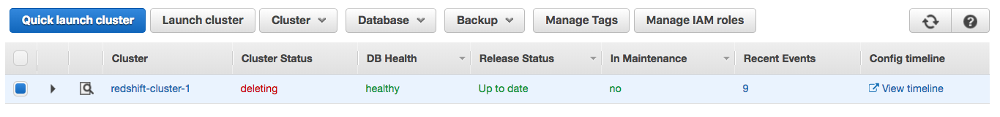 Quick launch cluster Launch cluster Cluster Database Backup Manage Tags Manage IAM roles
Cluster Cluster Status DB Health Release Status In Maintenance Recent Events Config timeline
redshift-cluster-1 deleting healthy Up to date no 9 View timeline